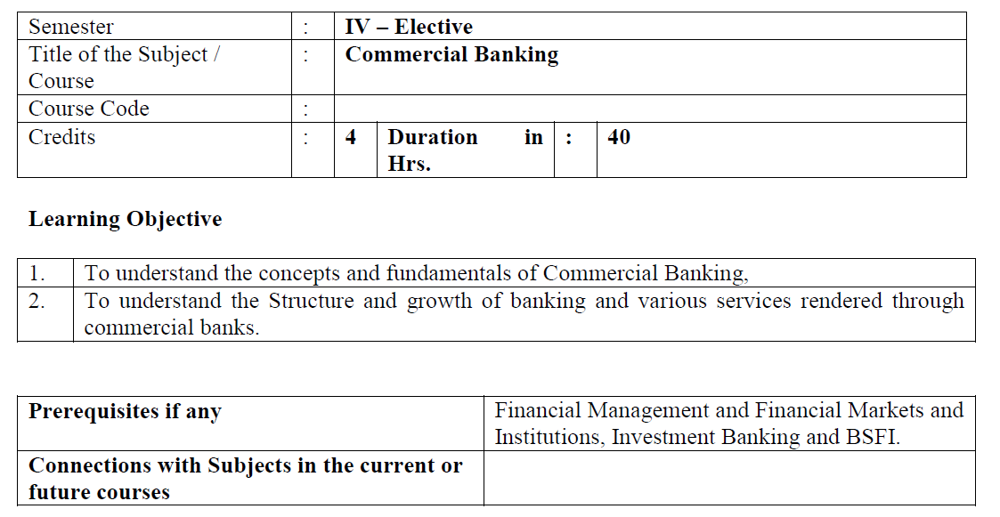 Semester : IV – Elective
Title of the Subject / : Commercial Banking
Course
Course Code :
Credits : 4 Duration in : 40
Hrs.
Learning Objective
1. To understand the concepts and fundamentals of Commercial Banking,
2. To understand the Structure and growth of banking and various services rendered through
commercial banks.
Prerequisites if any Financial Management and Financial Markets and
Institutions, Investment Banking and BSFI.
Connections with Subjects in the current or
future courses